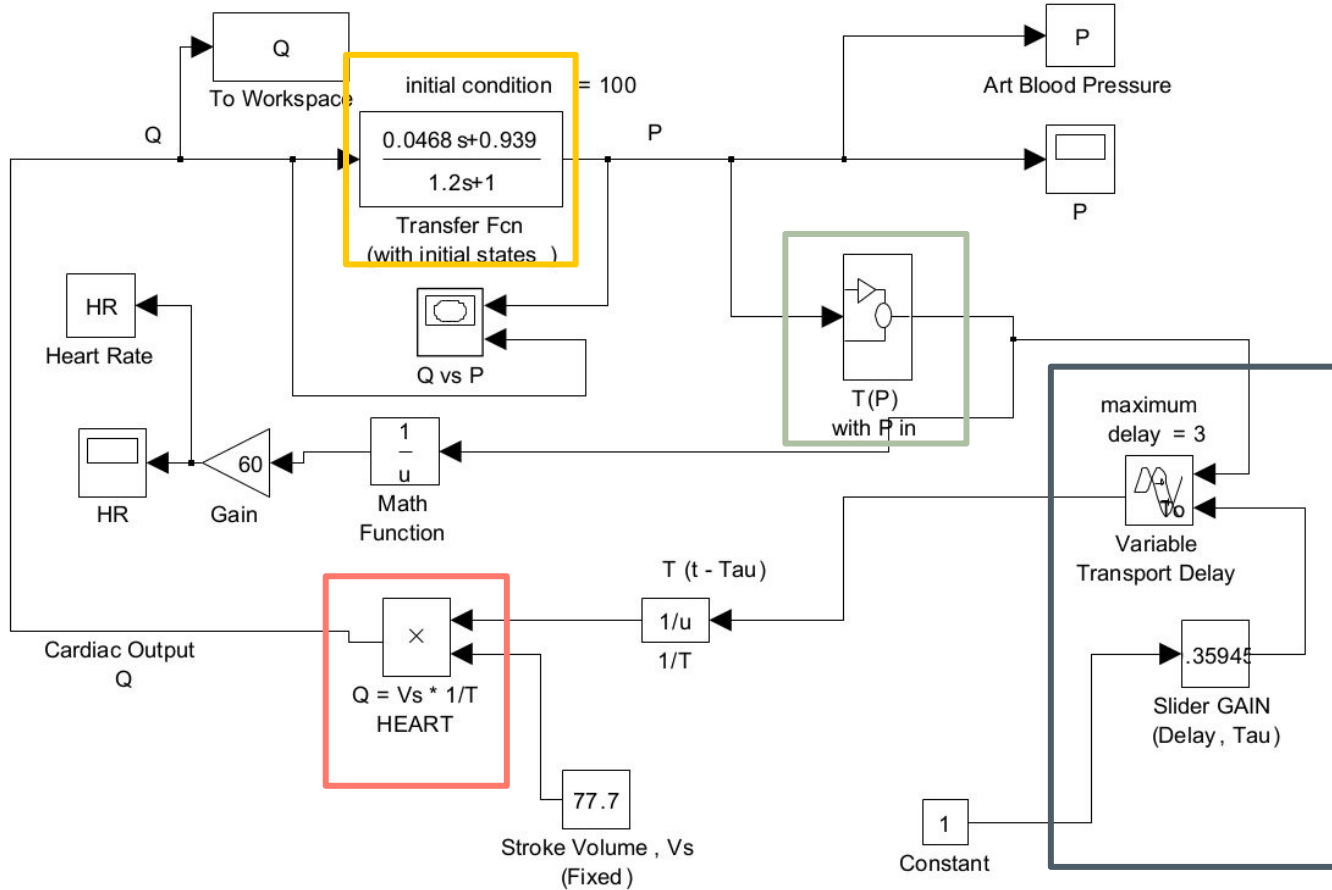 Q
To Workspace
initial condition = 100
P
Art Blood Pressure
Q
0.0468 s+0.939
1.2s+1
Transfer Fcn
(with initial states )
P
P
HR
Heart Rate
Q vs P
T(P)
with P in
maximum
delay = 3
To
Variable
Transport Delay
HR
60
Gain
1
u
Math
Function
T (t - Tau)
1/u
1/T
Cardiac Output
Q
×
Q = Vs * 1/T
HEART
.35945
Slider GAIN
(Delay , Tau)
77.7
Stroke Volume , Vs
(Fixed )
1
Constant